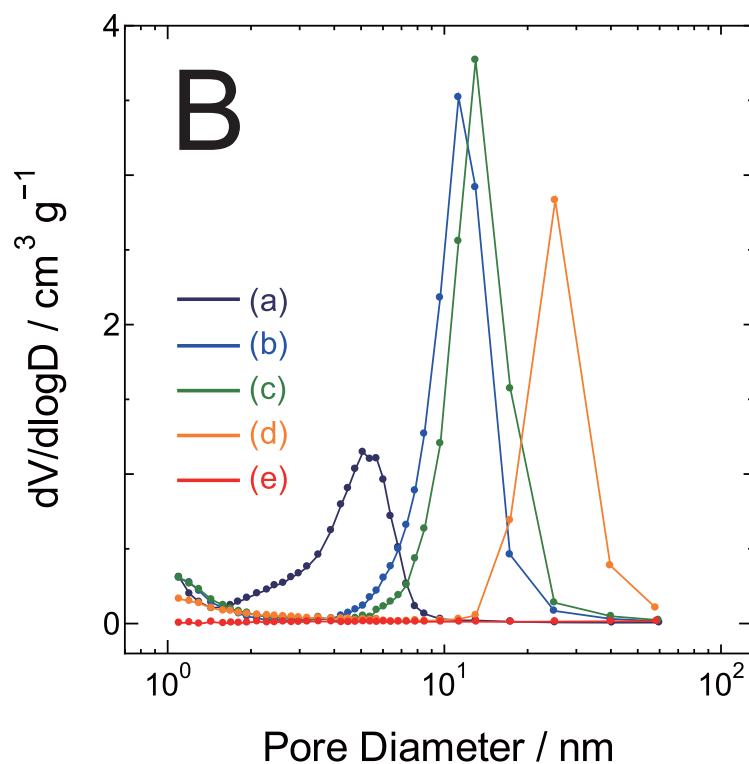 B
4
2
0
dV/dlogD / cm³ g⁻¹
(a)
(b)
(c)
(d)
(e)
10⁰ 10¹ 10²
Pore Diameter / nm